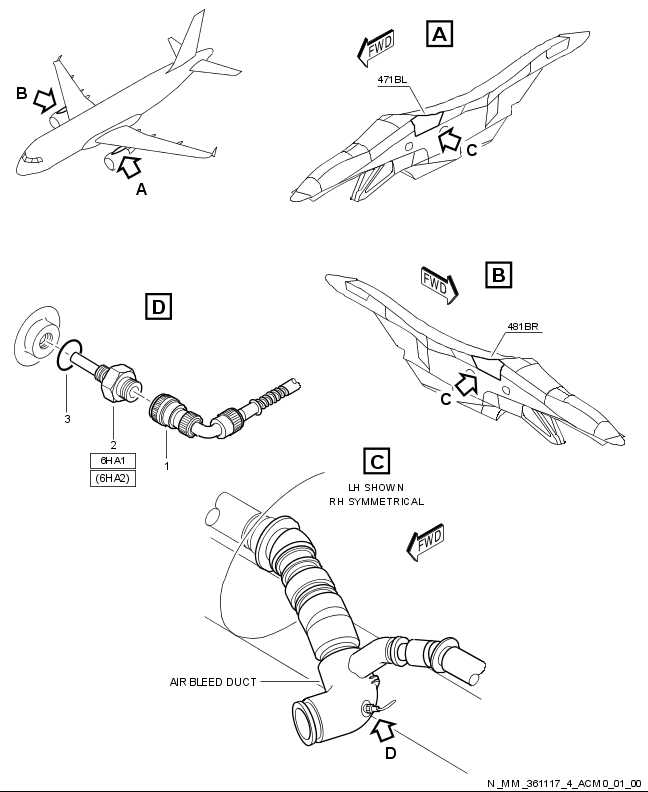 A
FWD
471BL
B
C
A
B
FWD
D
481BR
C
3
2
1
6HA1
(6HA2)
C
LH SHOWN
RH SYMMETRICAL
FWD
AIR BLEED DUCT
D
N_MM_361117_4_ACM0_01_00